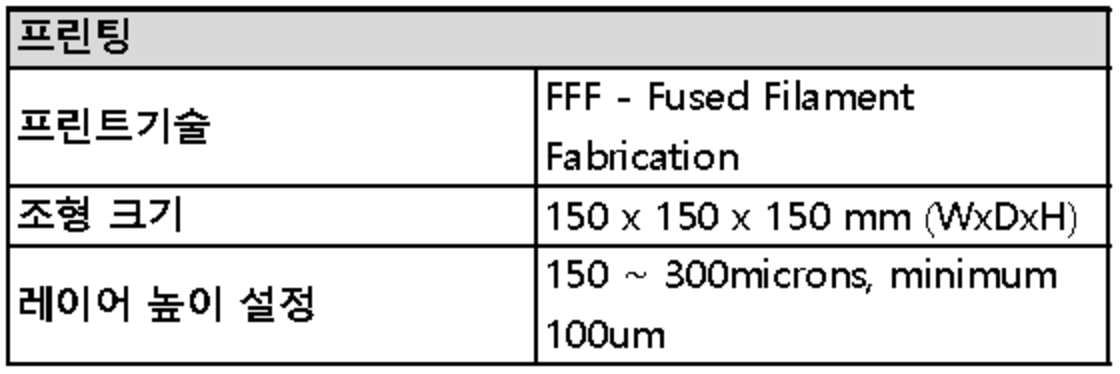 프린팅
프린트기술
FFF - Fused Filament
Fabrication
조형 크기
150 x 150 x 150 mm (WxDxH)
레이어 높이 설정
150 ~ 300microns, minimum
100um